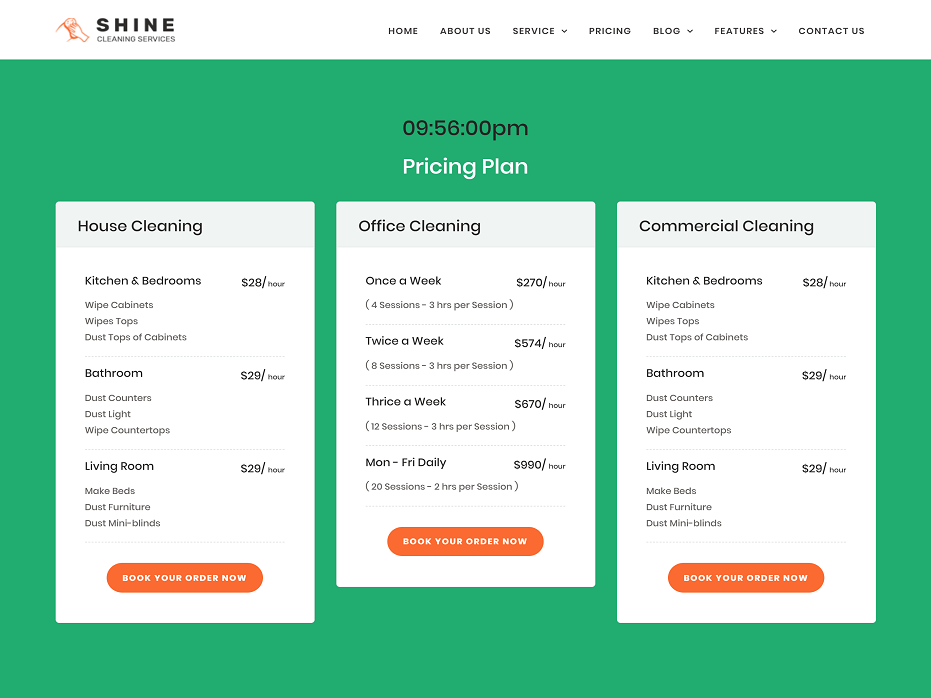 SHINE
CLEANING SERVICES
HOME ABOUT US SERVICE PRICING BLOG FEATURES CONTACT US
09:56:00pm
Pricing Plan
House Cleaning
Kitchen & Bedrooms $28/ hour
Wipe Cabinets
Wipes Tops
Dust Tops of Cabinets
Bathroom $29/ hour
Dust Counters
Dust Light
Wipe Countertops
Living Room $29/ hour
Make Beds
Dust Furniture
Dust Mini-blinds
BOOK YOUR ORDER NOW
Office Cleaning
Once a Week $270/ hour
( 4 Sessions - 3 hrs per Session )
Twice a Week $574/ hour
( 8 Sessions - 3 hrs per Session )
Thrice a Week $670/ hour
( 12 Sessions - 3 hrs per Session )
Mon - Fri Daily $990/ hour
( 20 Sessions - 2 hrs per Session )
BOOK YOUR ORDER NOW
Commercial Cleaning
Kitchen & Bedrooms $28/ hour
Wipe Cabinets
Wipes Tops
Dust Tops of Cabinets
Bathroom $29/ hour
Dust Counters
Dust Light
Wipe Countertops
Living Room $29/ hour
Make Beds
Dust Furniture
Dust Mini-blinds
BOOK YOUR ORDER NOW